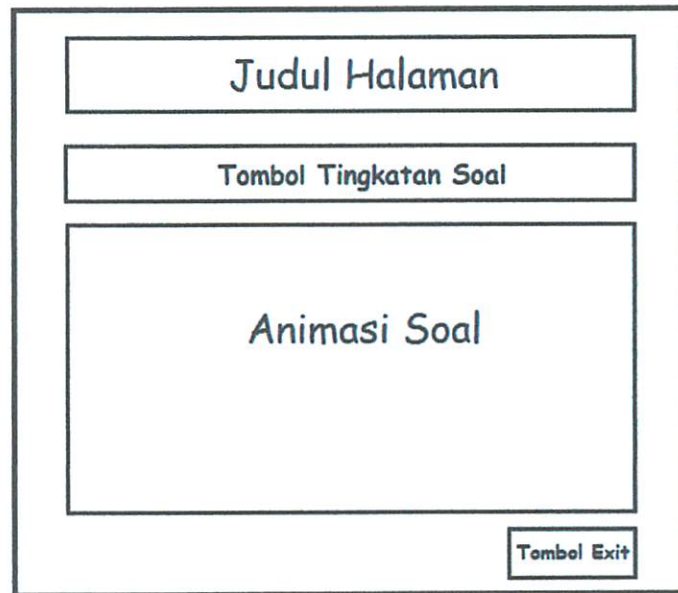 Judul Halaman
Tombol Tingkatan Soal
Animasi Soal
Tombol Exit